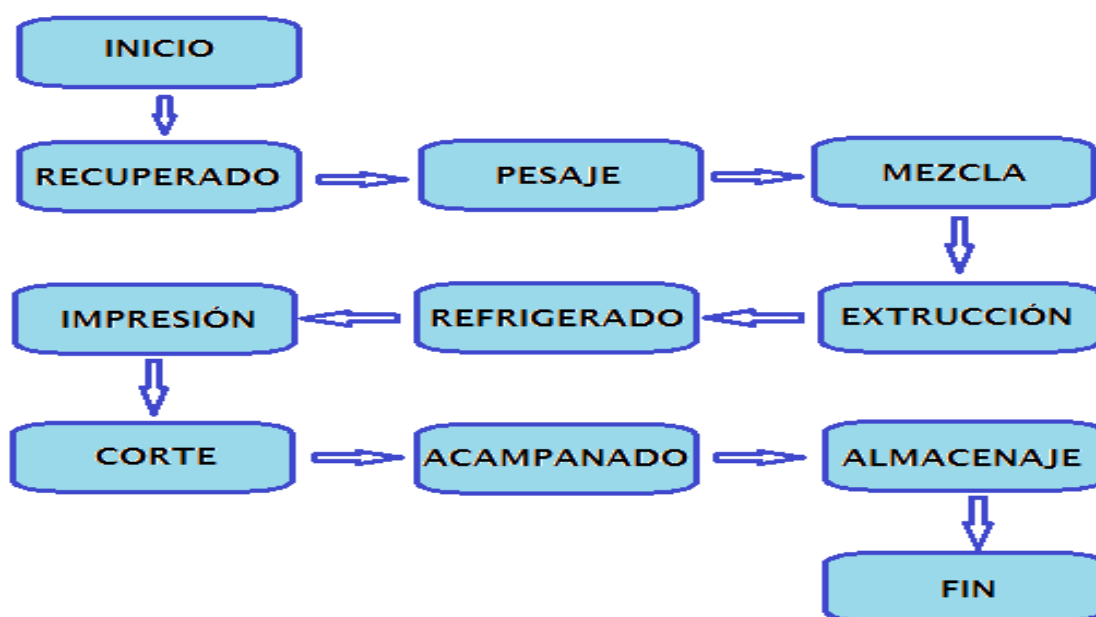 INICIO
RECUPERADO
PESAJE
MEZCLA
EXTRUCCIÓN
REFRIGERADO
IMPRESIÓN
CORTE
ACAMPANADO
ALMACENAJE
FIN